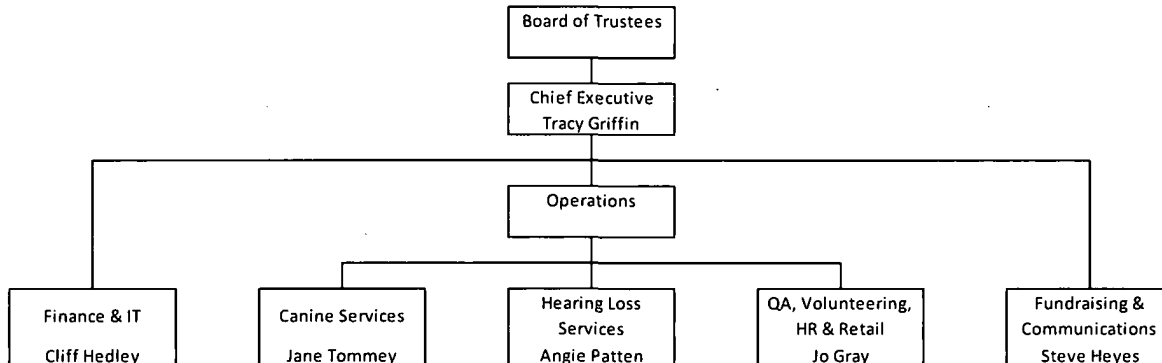 Board of Trustees
Chief Executive
Tracy Griffin
Operations
Finance & IT
Cliff Hedley
Canine Services
Jane Tommey
Hearing Loss
Services
Angie Patten
QA, Volunteering,
HR & Retail
Jo Gray
Fundraising &
Communications
Steve Heyes